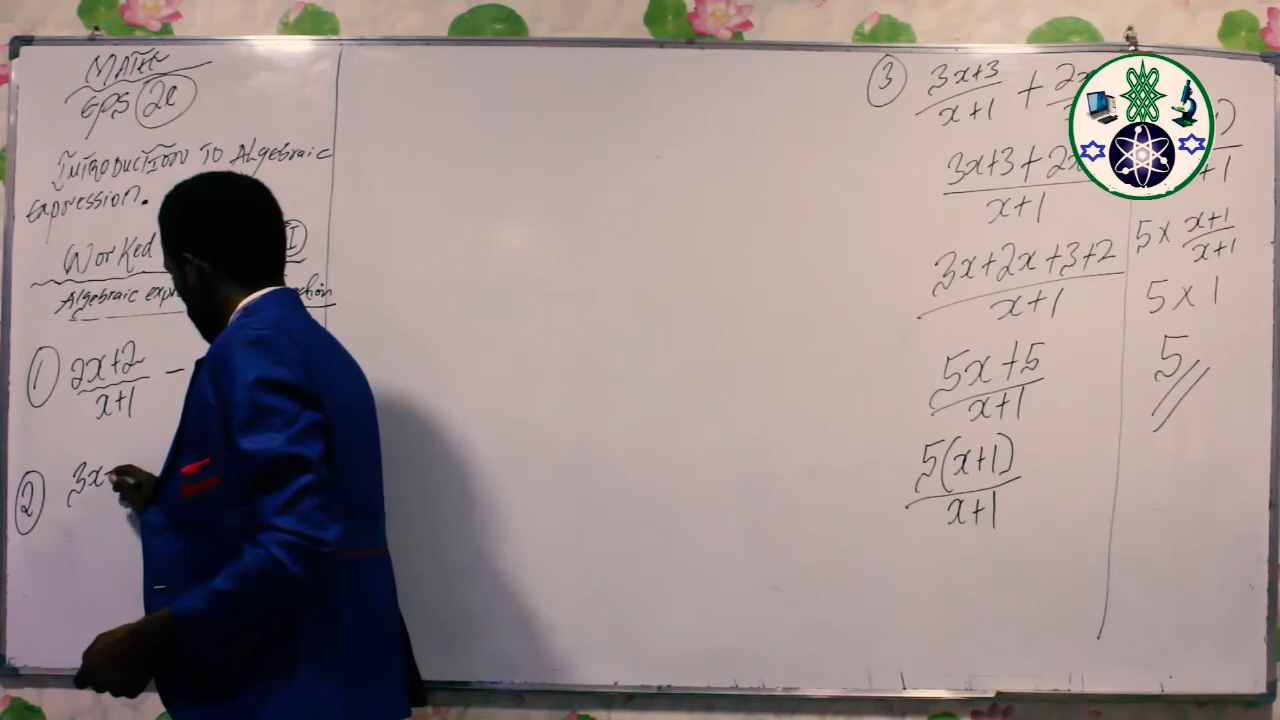 MATH
EPS 2e
INTRODUCTION TO Algebraic
Expression.
Worked I
Algebraic
① 2x+2 / x+1 -
② 3x
③ 3x+3 / x+1 + 2x
3x+3+2x / x+1
3x+2x+3+2 / x+1
5x+5 / x+1
5(x+1) / x+1
5 x x+1 / x+1
5 x 1
5